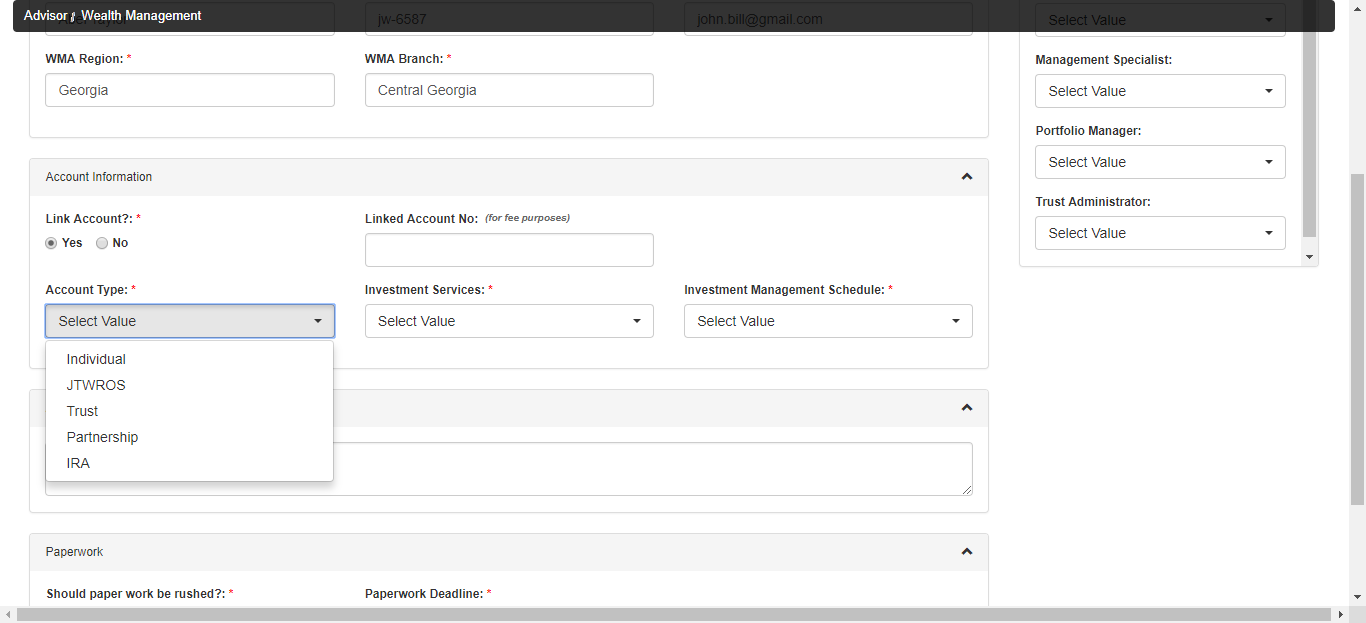 Advisor : Wealth Management
jw-6587
john.bill@gmail.com
Select Value
WMA Region: *
WMA Branch: *
Management Specialist:
Georgia
Central Georgia
Select Value
Portfolio Manager:
Select Value
Account Information
Trust Administrator:
Link Account?: *
Linked Account No: (for fee purposes)
Yes
No
Select Value
Account Type: *
Investment Services: *
Investment Management Schedule: *
Select Value
Select Value
Select Value
Individual
JTWROS
Trust
Partnership
IRA
Paperwork
Should paper work be rushed?: *
Paperwork Deadline: *